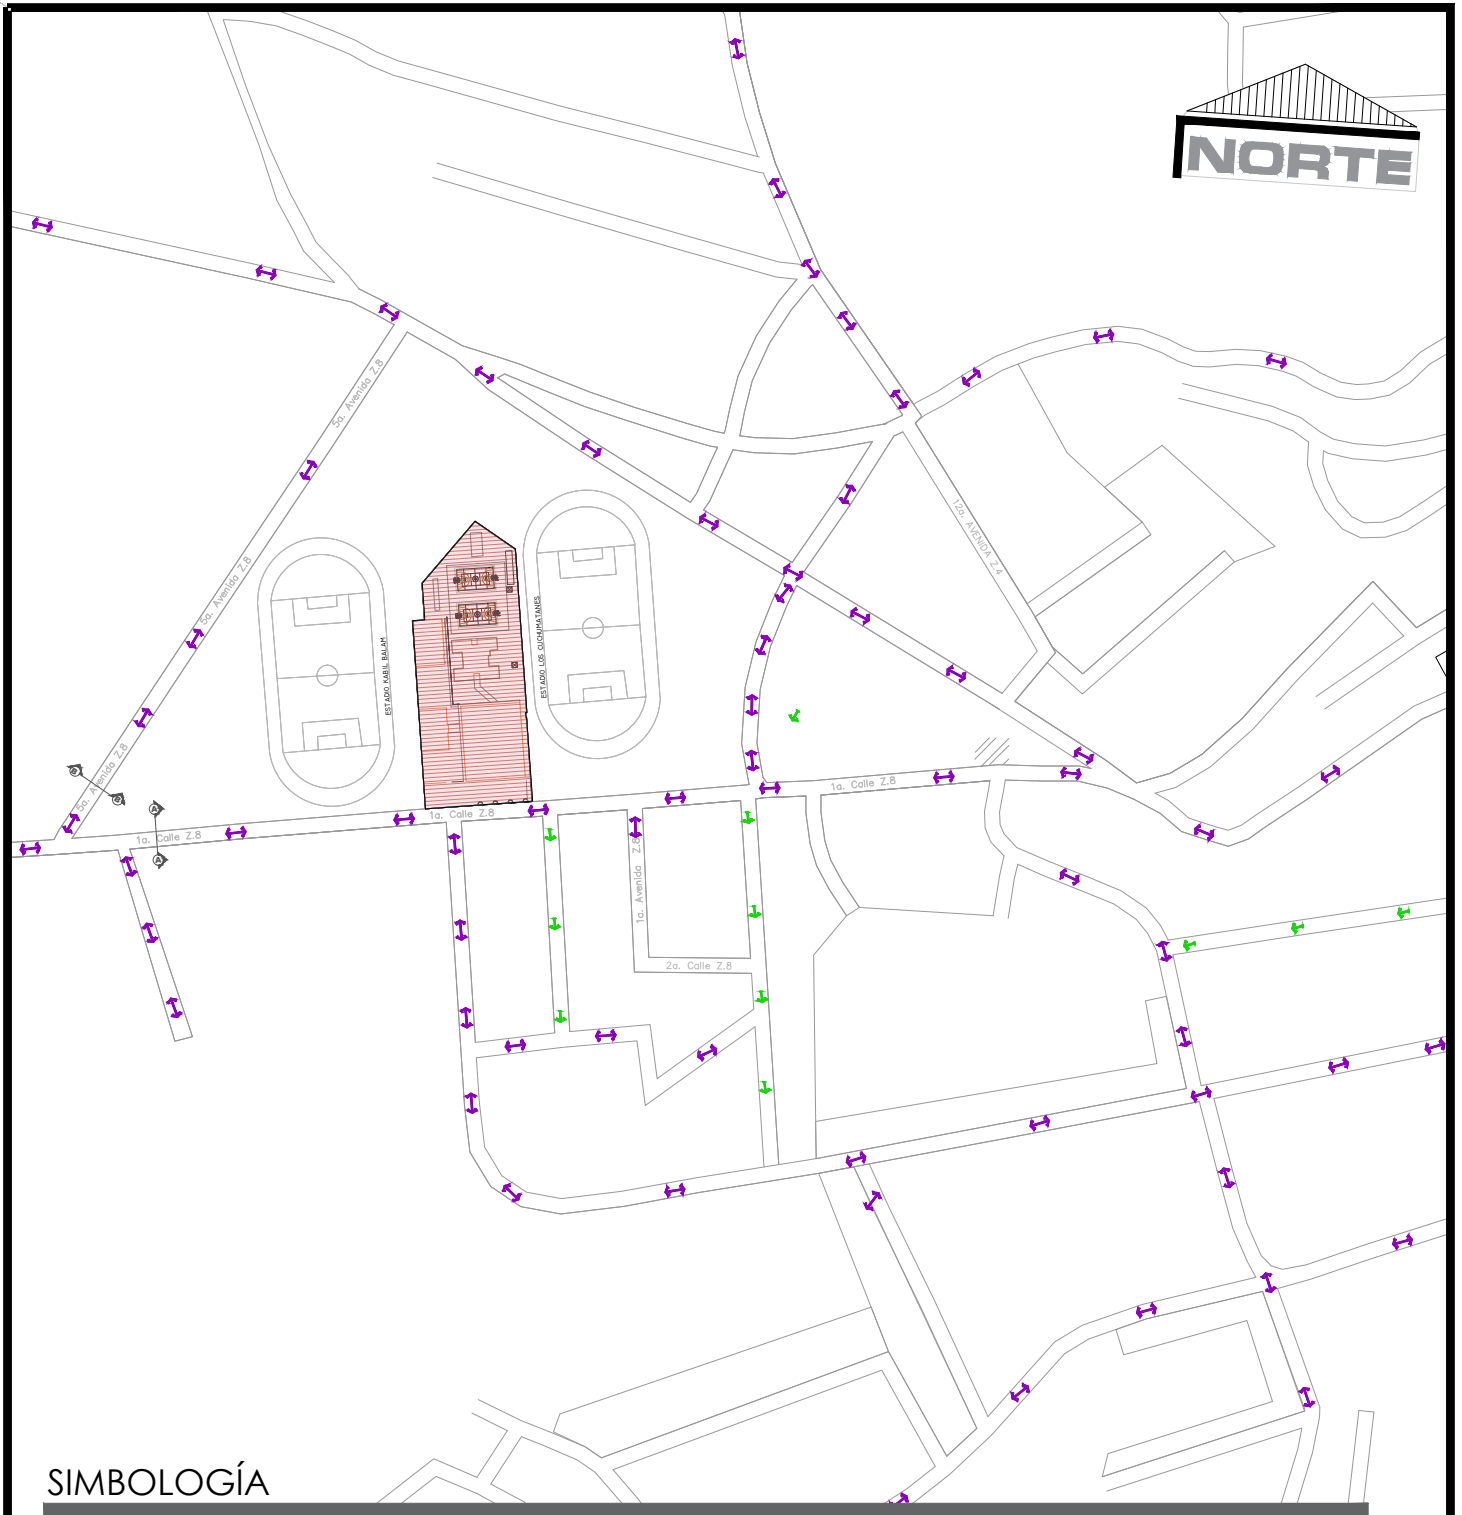 NORTE
5a. Avenida Z.8
12a. AVENIDA Z.4
5a. Avenida Z.8
ESTADIO KABIL BALAM
ESTADIO LOS CUCHUMATANES
5a. Avenida Z.8
B
B
A
A
1a. Calle Z.8
1a. Calle Z.8
1a. Calle Z.8
1a. Avenida Z.8
2a. Calle Z.8
SIMBOLOGÍA